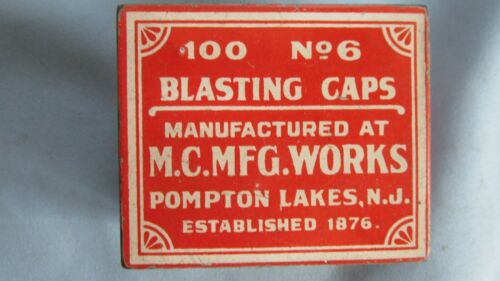 100 Nº6
BLASTING CAPS
MANUFACTURED AT
M.C.MFG.WORKS
POMPTON LAKES, N.J.
ESTABLISHED 1876.